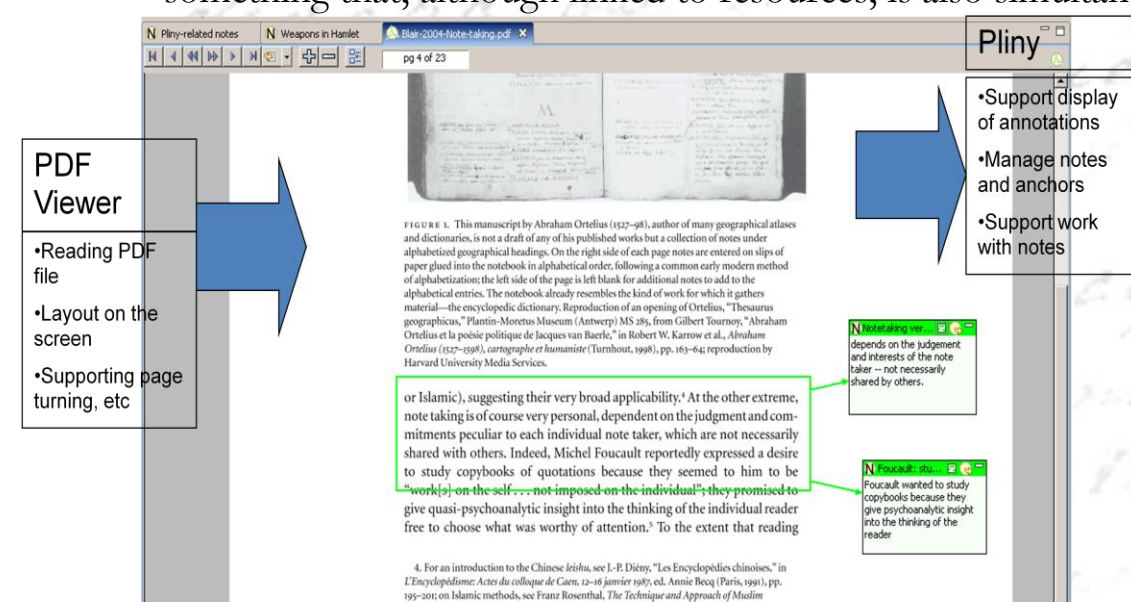 something that, although linked to resources, is also simultan
Pliny-related notes
Weapons in Hamlet
Blair-2004-Note-taking.pdf
pg 4 of 23
PDF
Viewer
•Reading PDF
file
•Layout on the
screen
•Supporting page
turning, etc
Pliny
•Support display
of annotations
•Manage notes
and anchors
•Support work
with notes
FIGURE 1. This manuscript by Abraham Ortelius (1527–98), author of many geographical atlases
and dictionaries, is not a draft of any of his published works but a collection of notes under
alphabetized geographical headings. On the right side of each page notes are entered on slips of
paper glued into the notebook in alphabetical order, following a common early modern method
of alphabetization; the left side of the page is left blank for additional notes to add to the
alphabetical entries. The notebook already resembles the kind of work for which it gathers
material—the encyclopedic dictionary. Reproduction of an opening of Ortelius, "Thesaurus
geographicus," Plantin-Moretus Museum (Antwerp) MS 285, from Gilbert Tournoy, "Abraham
Ortelius et la poésie politique de Jacques van Baerle," in Robert W. Karrow et al., Abraham
Ortelius (1527–1598), cartographe et humaniste (Turnhout, 1998), pp. 163–64; reproduction by
Harvard University Media Services.
or Islamic), suggesting their very broad applicability.⁴ At the other extreme,
note taking is of course very personal, dependent on the judgment and com-
mitments peculiar to each individual note taker, which are not necessarily
shared with others. Indeed, Michel Foucault reportedly expressed a desire
to study copybooks of quotations because they seemed to him to be
"work[s] on the self . . . not imposed on the individual"; they promised to
give quasi-psychoanalytic insight into the thinking of the individual reader
free to choose what was worthy of attention.⁵ To the extent that reading
Notetaking ver...
depends on the judgement
and interests of the note
taker -- not necessarily
shared by others.
Foucault: stu...
Foucault wanted to study
copybooks because they
give psychoanalytic insight
into the thinking of the
reader
4. For an introduction to the Chinese leishu, see J.-P. Diény, "Les Encyclopédies chinoises," in
L'Encyclopédisme: Actes du colloque de Caen, 12–16 janvier 1987, ed. Annie Becq (Paris, 1991), pp.
195–201; on Islamic methods, see Franz Rosenthal, The Technique and Approach of Muslim